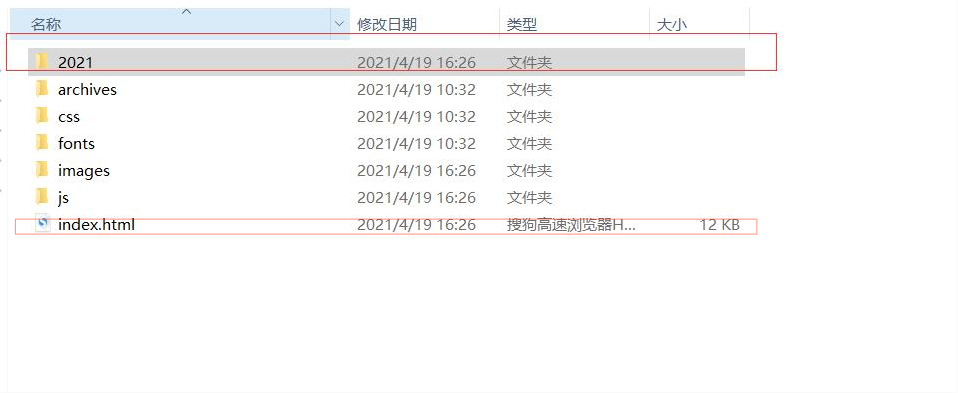 名称 修改日期 类型 大小
2021 2021/4/19 16:26 文件夹
archives 2021/4/19 10:32 文件夹
css 2021/4/19 10:32 文件夹
fonts 2021/4/19 10:32 文件夹
images 2021/4/19 16:26 文件夹
js 2021/4/19 16:26 文件夹
index.html 2021/4/19 16:26 搜狗高速浏览器H... 12 KB